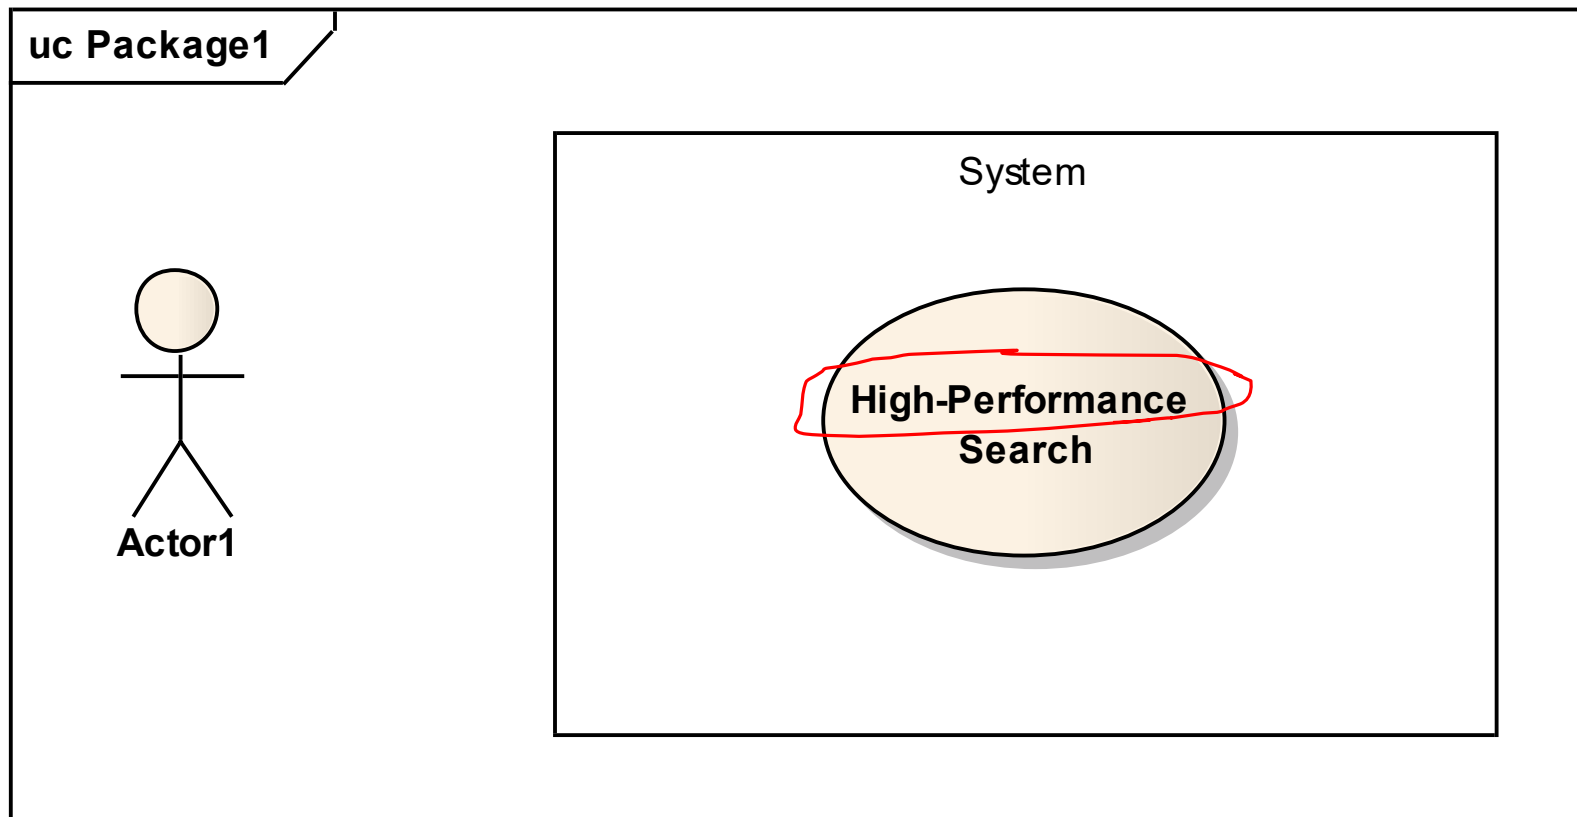 uc Package1
System
High-Performance
Search
Actor1